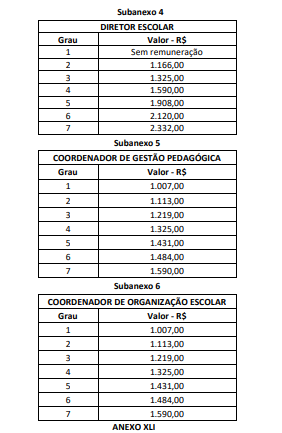 Subanexo 4
DIRETOR ESCOLAR
Grau Valor - R$
1 Sem remuneração
2 1.166,00
3 1.325,00
4 1.590,00
5 1.908,00
6 2.120,00
7 2.332,00
Subanexo 5
COORDENADOR DE GESTÃO PEDAGÓGICA
Grau Valor - R$
1 1.007,00
2 1.113,00
3 1.219,00
4 1.325,00
5 1.431,00
6 1.484,00
7 1.590,00
Subanexo 6
COORDENADOR DE ORGANIZAÇÃO ESCOLAR
Grau Valor - R$
1 1.007,00
2 1.113,00
3 1.219,00
4 1.325,00
5 1.431,00
6 1.484,00
7 1.590,00
ANEXO XLI